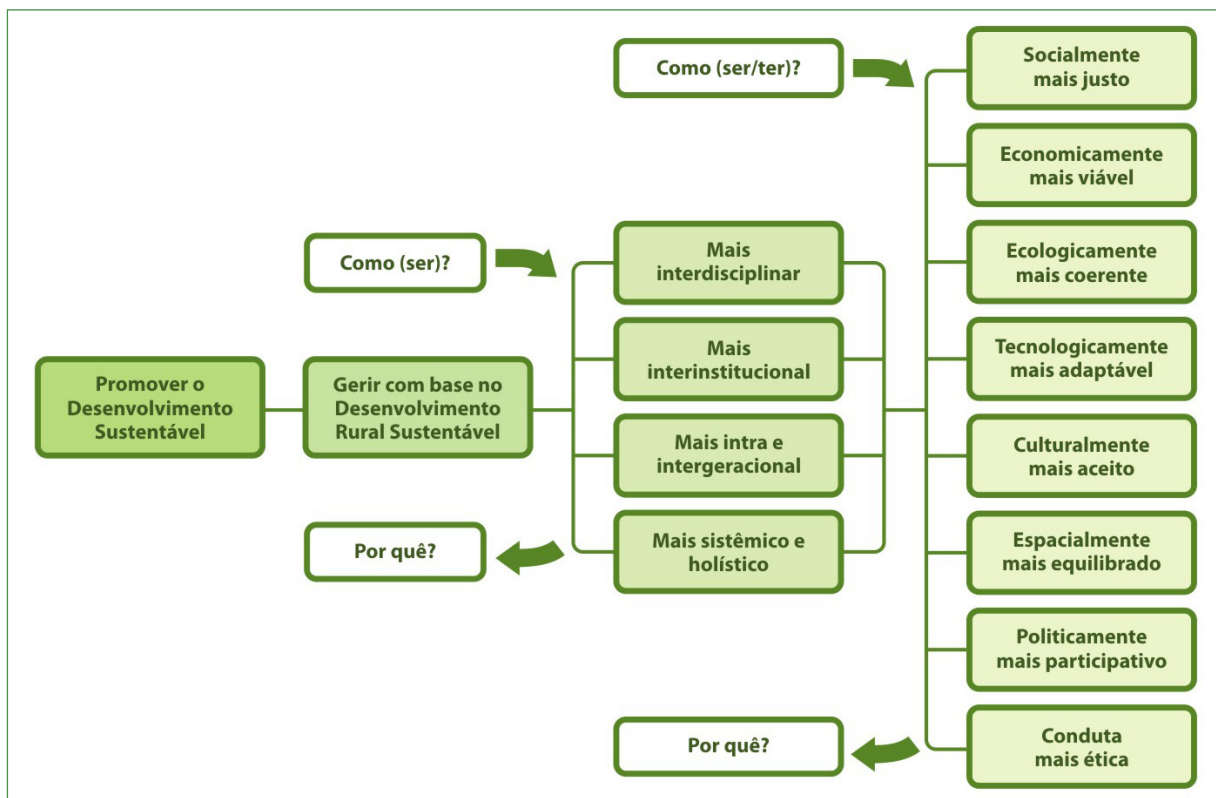 Como (ser/ter)?
Socialmente
mais justo
Economicamente
mais viável
Como (ser)?
Mais
interdisciplinar
Ecologicamente
mais coerente
Promover o
Desenvolvimento
Sustentável
Gerir com base no
Desenvolvimento
Rural Sustentável
Mais
interinstitucional
Tecnologicamente
mais adaptável
Mais intra e
intergeracional
Culturalmente
mais aceito
Por quê?
Mais sistêmico e
holístico
Espacialmente
mais equilibrado
Politicamente
mais participativo
Por quê?
Conduta
mais ética